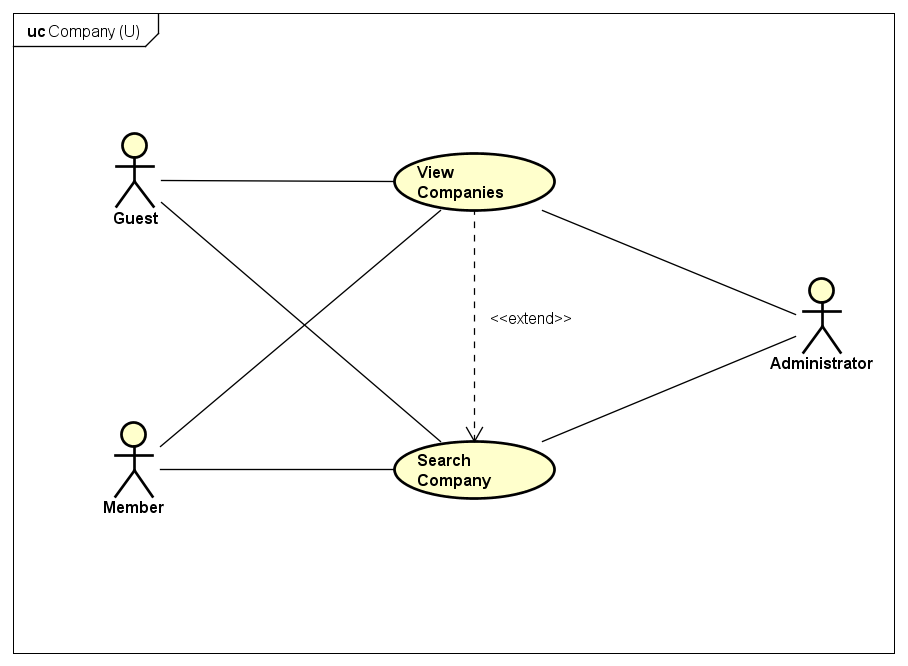 uc Company (U)
Guest
View
Companies
<<extend>>
Administrator
Search
Company
Member